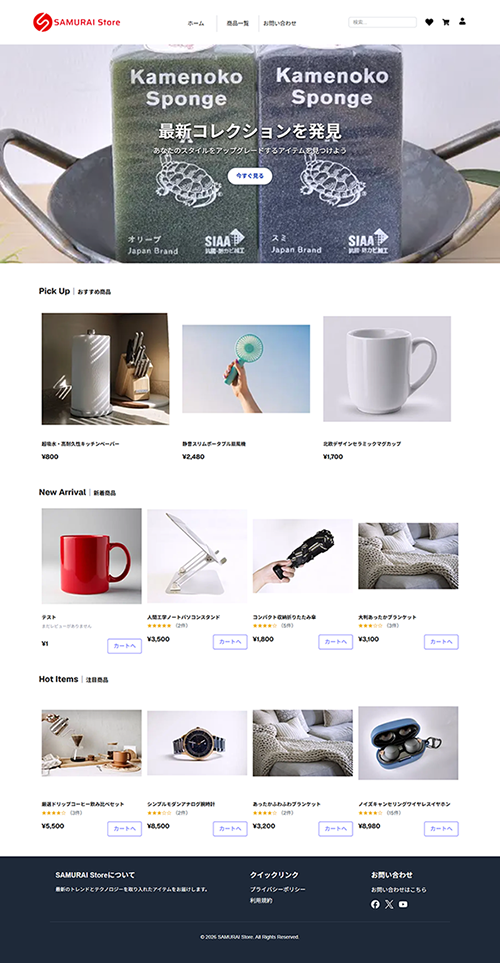 SAMURAI Store
ホーム
商品一覧
お問い合わせ
検索...
Kamenoko Sponge
Kamenoko Sponge
最新コレクションを発見
あなたのスタイルをアップグレードするアイテムを見つけよう
今すぐ見る
オリーブ
Japan Brand
SIAA
抗菌・防カビ加工
スミ
Japan Brand
SIAA
抗菌・防カビ加工
Pick Up｜おすすめ商品
超吸水・高耐久性キッチンペーパー
¥800
静音スリムポータブル扇風機
¥2,480
北欧デザインセラミックマグカップ
¥1,700
New Arrival｜新着商品
テスト
まだレビューがありません
¥1
カートへ
人間工学ノートパソコンスタンド
★★★★★ （2件）
¥3,500
カートへ
コンパクト収納折りたたみ傘
★★★★☆ （5件）
¥1,800
カートへ
大判あったかブランケット
★★★☆☆ （3件）
¥3,100
カートへ
Hot Items｜注目商品
厳選ドリップコーヒー飲み比べセット
★★★★☆ （3件）
¥5,500
カートへ
シンプルモダンアナログ腕時計
★★★☆☆ （2件）
¥8,500
カートへ
あったかふわふわブランケット
★★★★☆ （2件）
¥3,200
カートへ
ノイズキャンセリングワイヤレスイヤホン
★★★★☆ （15件）
¥8,980
カートへ
SAMURAI Storeについて
最新のトレンドとテクノロジーを取り入れたアイテムをお届けします。
クイックリンク
プライバシーポリシー
利用規約
お問い合わせ
お問い合わせはこちら
© 2026 SAMURAI Store. All Rights Reserved.